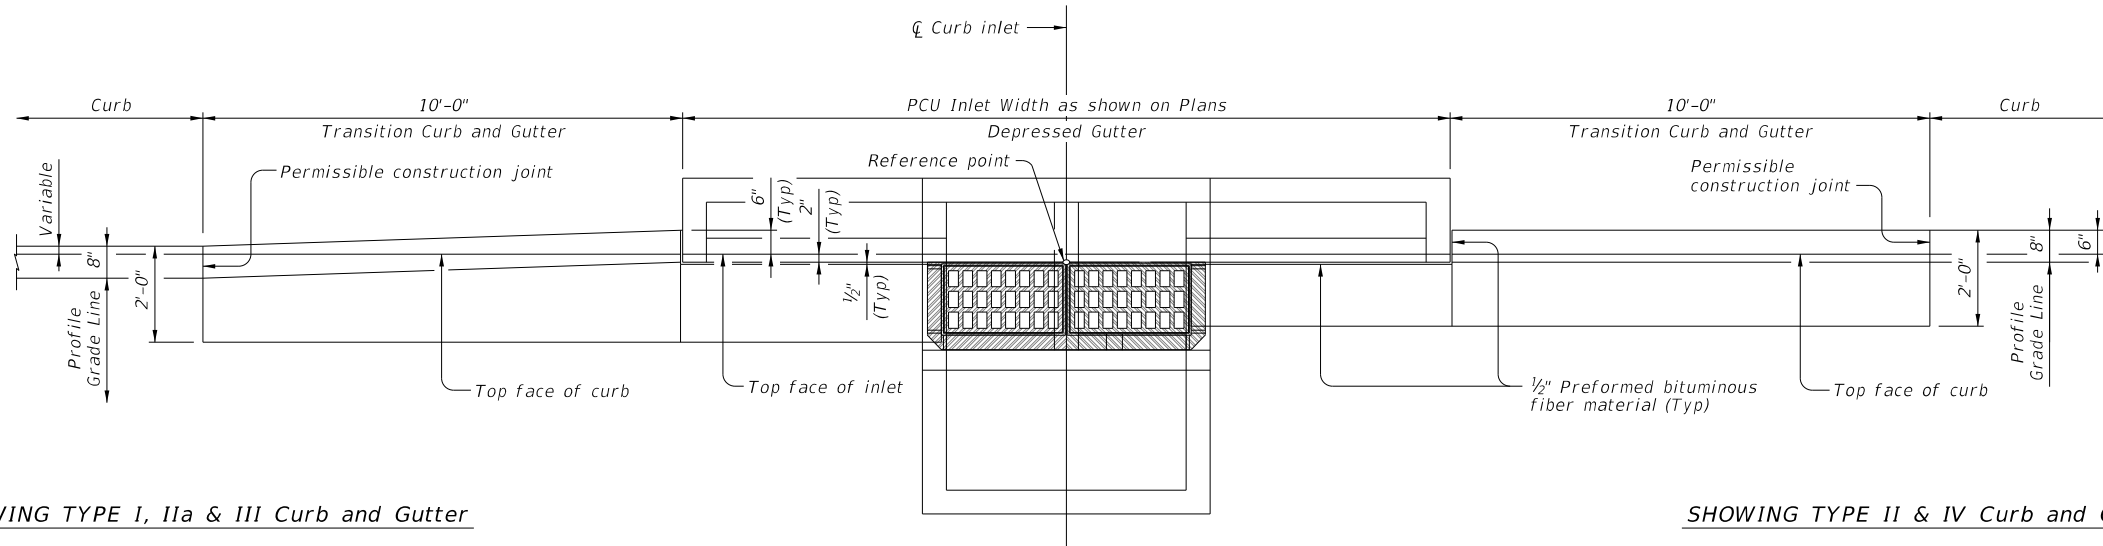 ℄ Curb inlet
Curb
10'-0"
PCU Inlet Width as shown on Plans
10'-0"
Curb
Transition Curb and Gutter
Depressed Gutter
Transition Curb and Gutter
Reference point
Permissible construction joint
Permissible
construction joint
Variable
8"
2'-0"
6"
(Typ)
2"
(Typ)
½"
(Typ)
8"
6"
2'-0"
Profile
Grade Line
Profile
Grade Line
Top face of curb
Top face of inlet
½" Preformed bituminous
fiber material (Typ)
Top face of curb
WING TYPE I, IIa & III Curb and Gutter
SHOWING TYPE II & IV Curb and